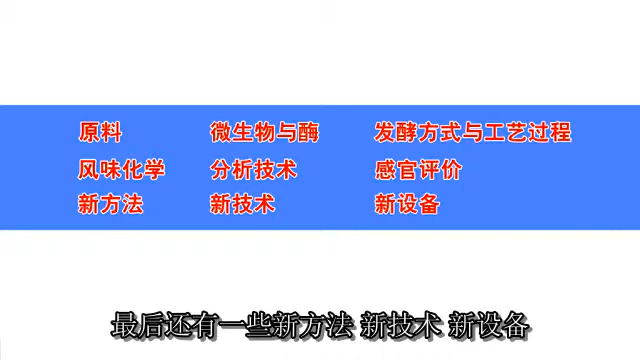 原料 微生物与酶 发酵方式与工艺过程
风味化学 分析技术 感官评价
新方法 新技术 新设备
最后还有一些新方法 新技术 新设备